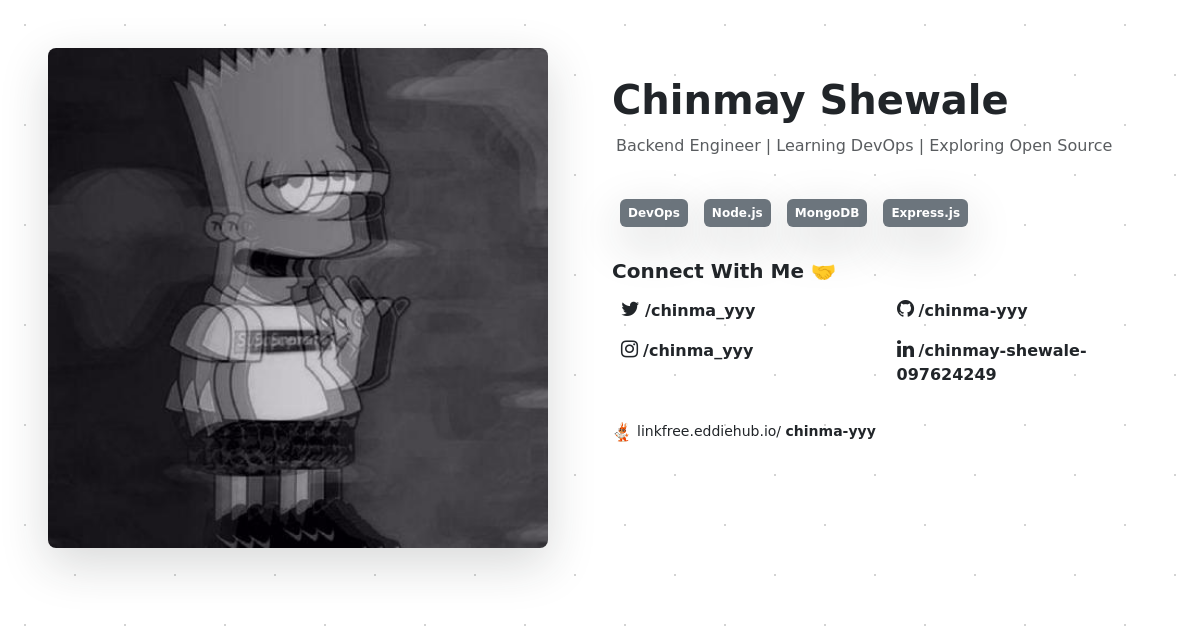 Chinmay Shewale
Backend Engineer | Learning DevOps | Exploring Open Source
DevOps Node.js MongoDB Express.js
Connect With Me 🤝
/chinma_yyy /chinma-yyy
/chinma_yyy /chinmay-shewale-
097624249
linkfree.eddiehub.io/ chinma-yyy